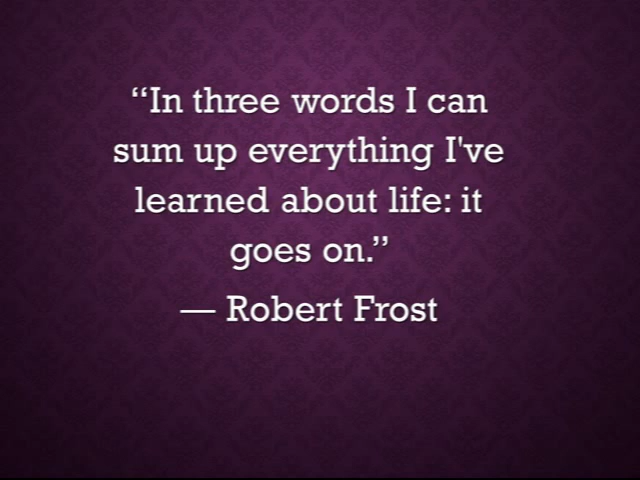 “In three words I can
sum up everything I've
learned about life: it
goes on.”
― Robert Frost